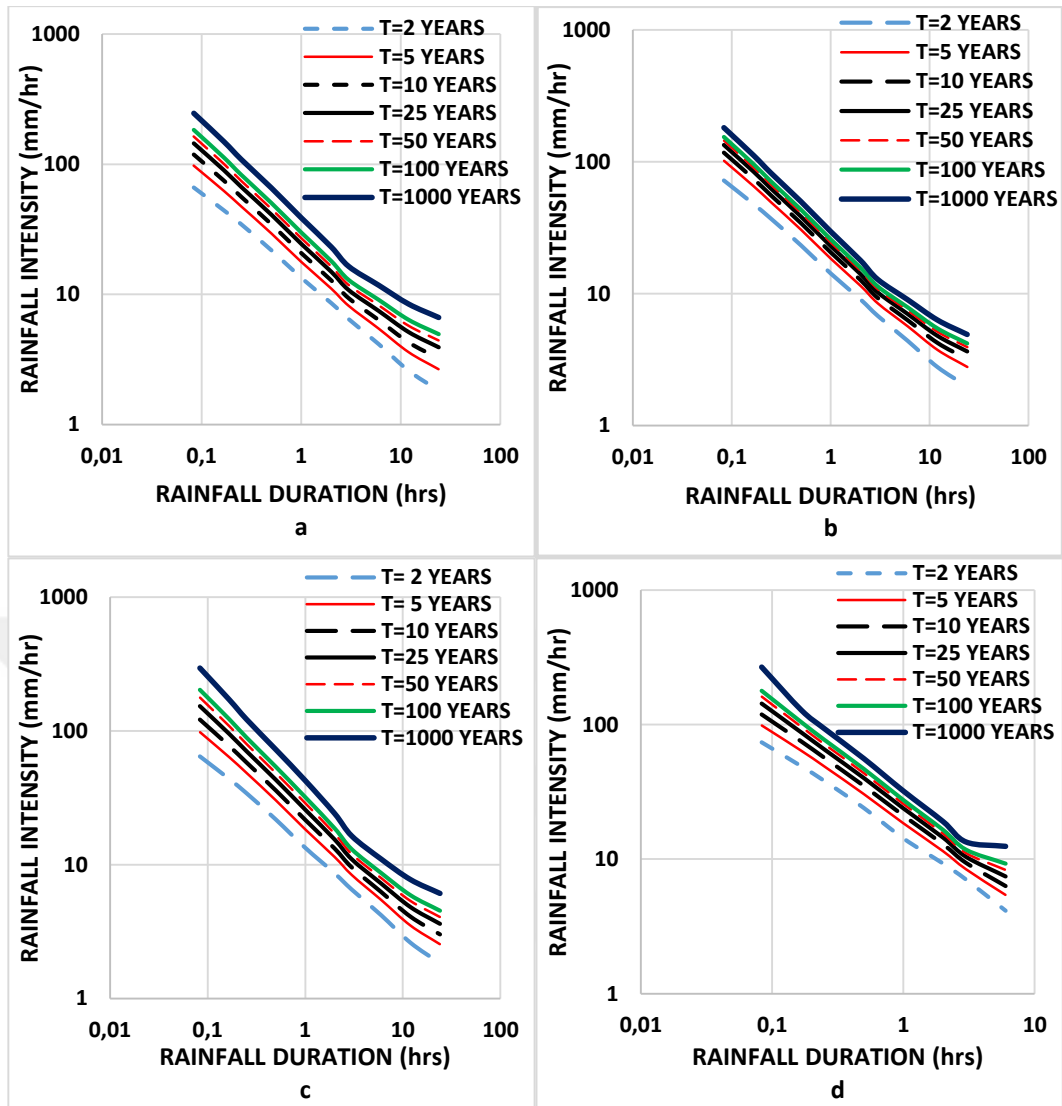 1000
100
10
1
RAINFALL INTENSITY (mm/hr)
T=2 YEARS
T=5 YEARS
T=10 YEARS
T=25 YEARS
T=50 YEARS
T=100 YEARS
T=1000 YEARS
0,01 0,1 1 10 100
RAINFALL DURATION (hrs)
a
1000
100
10
1
RAINFALL INTENSITY (mm/hr)
T=2 YEARS
T=5 YEARS
T=10 YEARS
T=25 YEARS
T=50 YEARS
T=100 YEARS
T=1000 YEARS
0,01 0,1 1 10 100
RAINFALL DURATION (hrs)
b
1000
100
10
1
RAINFALL INTENSITY (mm/hr)
T= 2 YEARS
T= 5 YEARS
T=10 YEARS
T=25 YEARS
T=50 YEARS
T=100 YEARS
T=1000 YEARS
0,01 0,1 1 10 100
RAINFALL DURATION (hrs)
c
1000
100
10
1
RAINFALL INTENSITY (mm/hr)
T=2 YEARS
T=5 YEARS
T=10 YEARS
T=25 YEARS
T=50 YEARS
T=100 YEARS
T=1000 YEARS
0,01 0,1 1 10
RAINFALL DURATION (hrs)
d